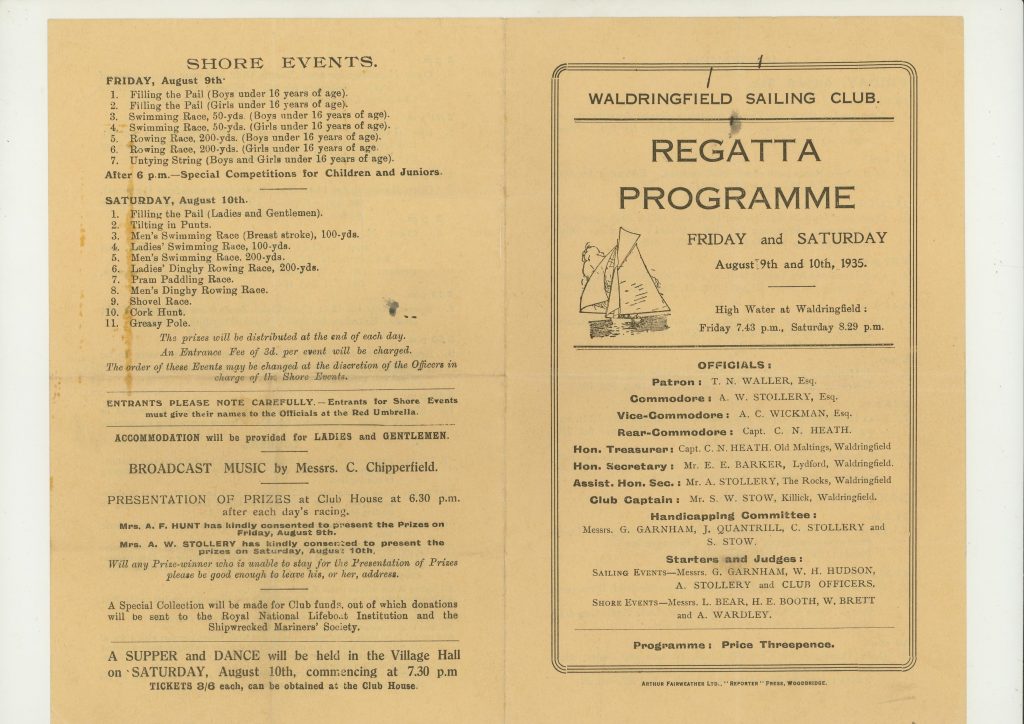 SHORE EVENTS.
FRIDAY, August 9th
1. Filling the Pail (Boys under 16 years of age).
2. Filling the Pail (Girls under 16 years of age).
3. Swimming Race, 50-yds. (Boys under 16 years of age).
4. Swimming Race, 50-yds. (Girls under 16 years of age).
5. Rowing Race, 200-yds. (Boys under 16 years of age).
6. Rowing Race, 200-yds. (Girls under 16 years of age.
7. Untying String (Boys and Girls under 16 years of age).
After 6 p.m.—Special Competitions for Children and Juniors.
SATURDAY, August 10th.
1. Filling the Pail (Ladies and Gentlemen).
2. Tilting in Punts.
3. Men's Swimming Race (Breast stroke), 100-yds.
4. Ladies' Swimming Race, 100-yds.
5. Men's Swimming Race. 200-yds.
6. Ladies' Dinghy Rowing Race, 200-yds.
7. Pram Paddling Race.
8. Men's Dinghy Rowing Race.
9. Shovel Race.
10. Cork Hunt.
11. Greasy Pole.
The prizes will be distributed at the end of each day.
An Entrance Fee of 3d. per event will be charged.
The order of these Events may be changed at the discretion of the Officers in
charge of the Shore Events.
ENTRANTS PLEASE NOTE CAREFULLY.—Entrants for Shore Events
must give their names to the Officials at the Red Umbrella.
ACCOMMODATION will be provided for LADIES and GENTLEMEN.
BROADCAST MUSIC by Messrs. C. Chipperfield.
PRESENTATION OF PRIZES at Club House at 6.30 p.m.
after each day's racing.
Mrs. A. F. HUNT has kindly consented to present the Prizes on
Friday, August 9th.
Mrs. A. W. STOLLERY has kindly consented to present the
prizes on Saturday, August 10th.
Will any Prize-winner who is unable to stay for the Presentation of Prizes
please be good enough to leave his, or her, address.
A Special Collection will be made for Club funds, out of which donations
will be sent to the Royal National Lifeboat Institution and the
Shipwrecked Mariners' Society.
A SUPPER and DANCE will be held in the Village Hall
on SATURDAY, August 10th, commencing at 7.30 p.m
TICKETS 3/6 each, can be obtained at the Club House.
WALDRINGFIELD SAILING CLUB.
REGATTA
PROGRAMME
FRIDAY and SATURDAY
August 9th and 10th, 1935.
High Water at Waldringfield :
Friday 7.43 p.m., Saturday 8.29 p.m.
OFFICIALS :
Patron : T. N. WALLER, Esq.
Commodore : A. W. STOLLERY, Esq.
Vice-Commodore : A. C. WICKMAN, Esq.
Rear-Commodore : Capt. C. N. HEATH.
Hon. Treasurer : Capt. C. N. HEATH. Old Maltings, Waldringfield
Hon. Secretary : Mr. E. E. BARKER, Lydford, Waldringfield.
Assist. Hon. Sec. : Mr. A. STOLLERY, The Rocks, Waldringfield
Club Captain : Mr. S. W. STOW, Killick, Waldringfield.
Handicapping Committee :
Messrs. G. GARNHAM, J. QUANTRILL, C. STOLLERY and
S. STOW.
Starters and Judges :
SAILING EVENTS—Messrs. G. GARNHAM, W. H. HUDSON,
A. STOLLERY and CLUB OFFICERS.
SHORE EVENTS—Messrs. L. BEAR, H. E. BOOTH, W. BRETT
and A. WARDLEY.
Programme : Price Threepence.
ARTHUR FAIRWEATHER LTD., "REPORTER" PRESS, WOODBRIDGE.